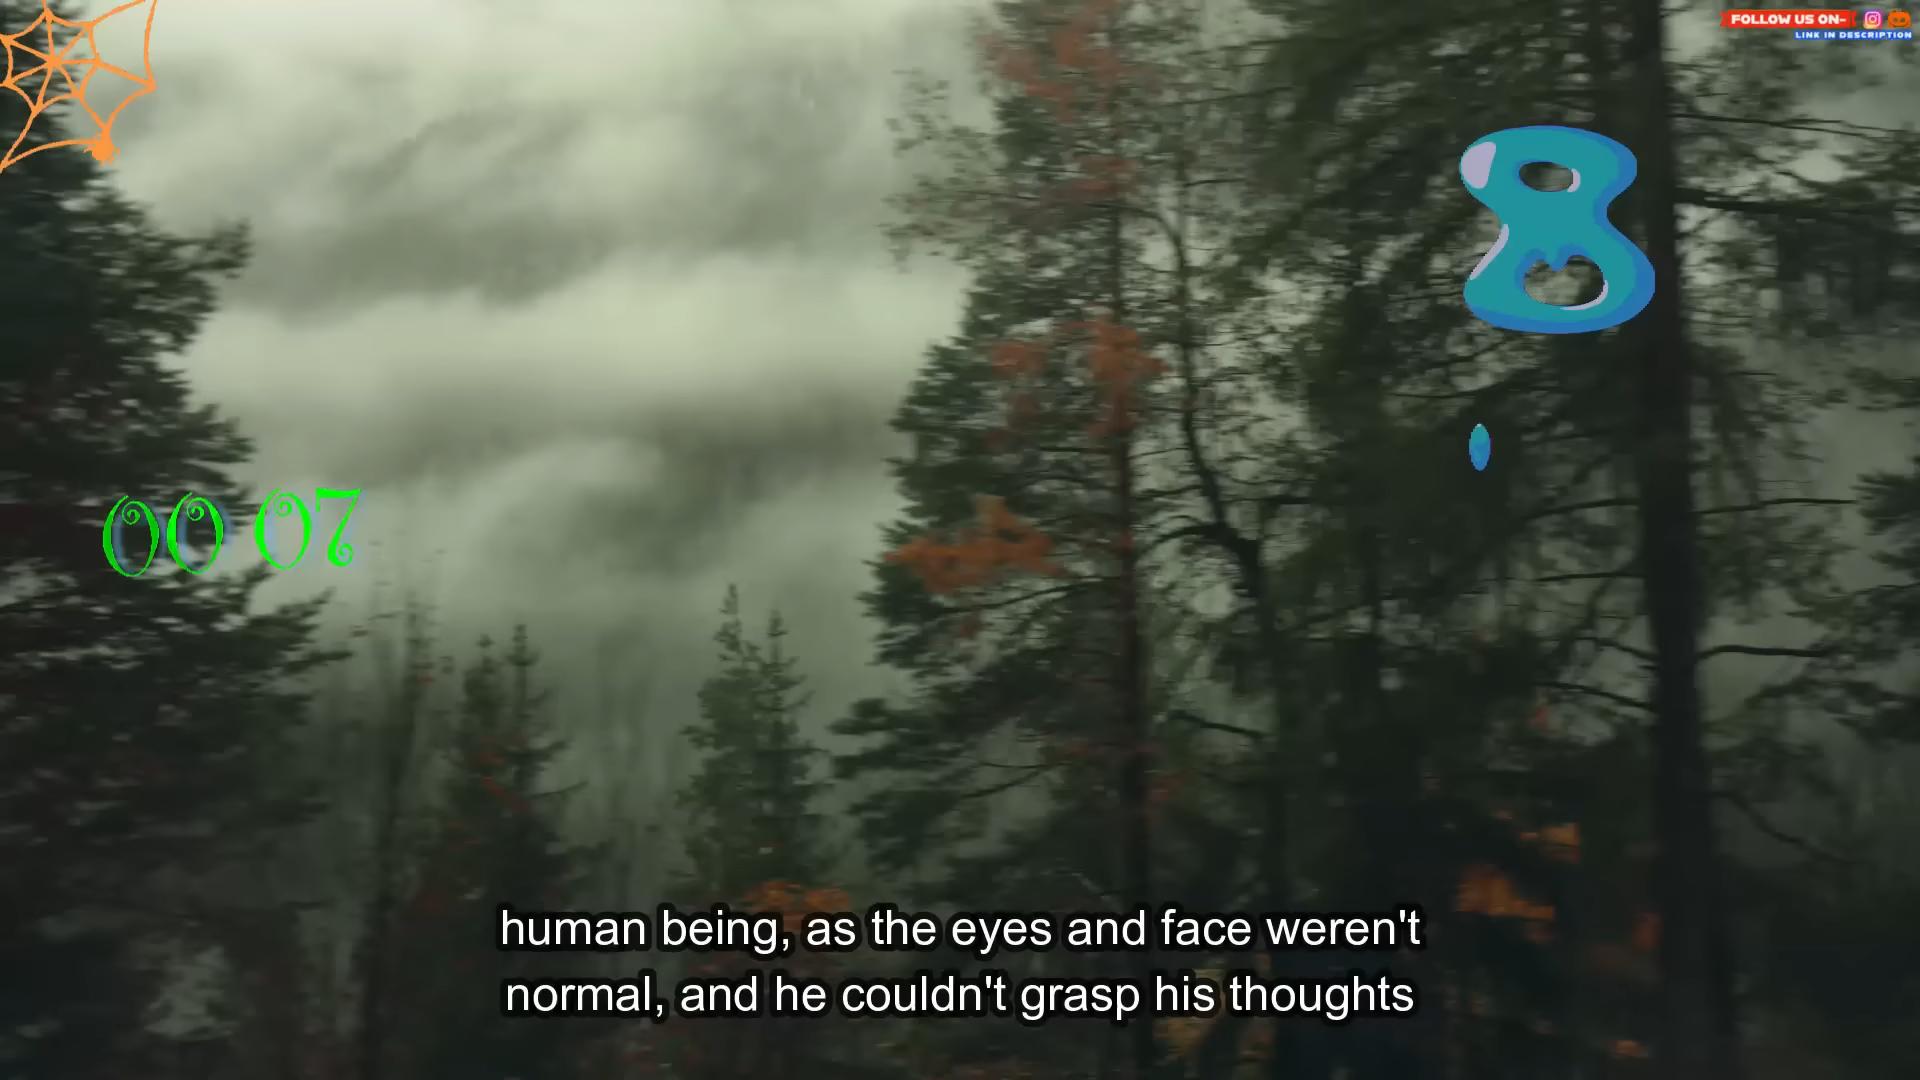 FOLLOW US ON-
LINK IN DESCRIPTION
8
00 07
human being, as the eyes and face weren't
normal, and he couldn't grasp his thoughts